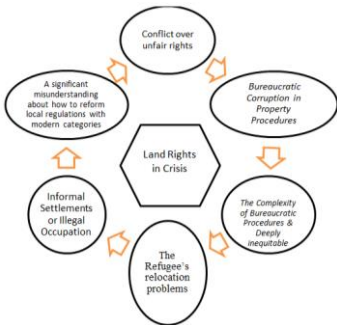 Conflict over
unfair rights
Bureaucratic
Corruption in
Property
Procedures
The Complexity
of Bureaucratic
Procedures &
Deeply
inequitable
The
Refugee's
relocation
problems
Informal
Settlements
or Illegal
Occupation
A significant
misunderstanding
about how to reform
local regulations with
modern categories
Land Rights
in Crisis